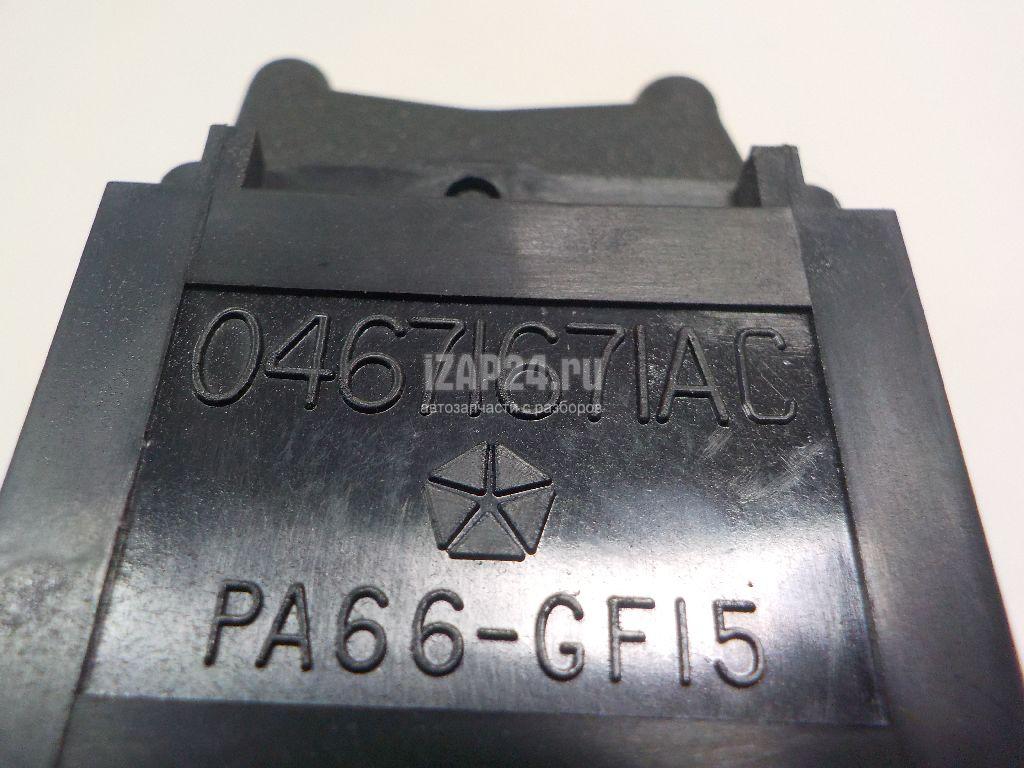 04671671AC
iZAP24.ru
автозапчасти с разборов
PA66-GF15